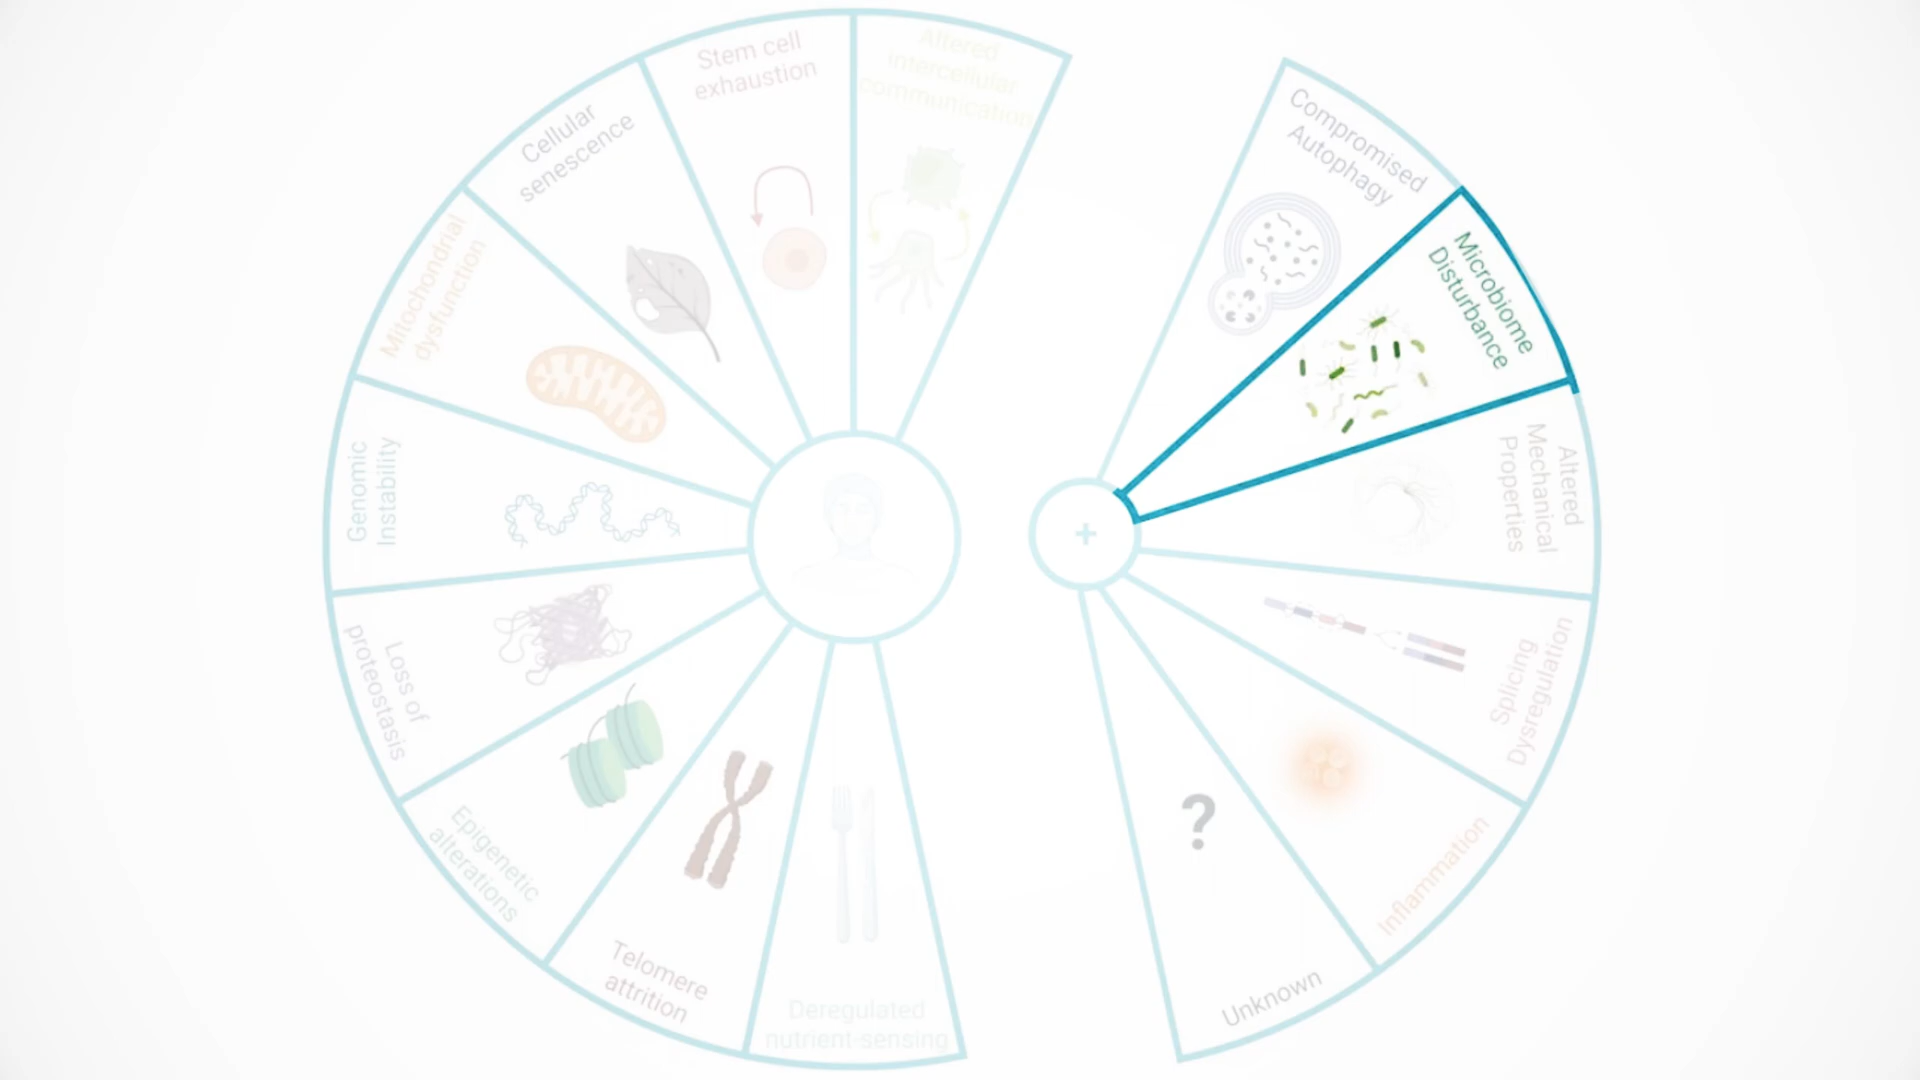 Stem cell
exhaustion
Altered
intercellular
communication
Cellular
senescence
Mitochondrial
dysfunction
Genomic
Instability
Loss of
proteostasis
Epigenetic
alterations
Telomere
attrition
Deregulated
nutrient sensing
Compromised
Autophagy
Microbiome
Disturbance
Altered
Mechanical
Properties
Splicing
Dysregulation
Inflammation
Unknown
?
+